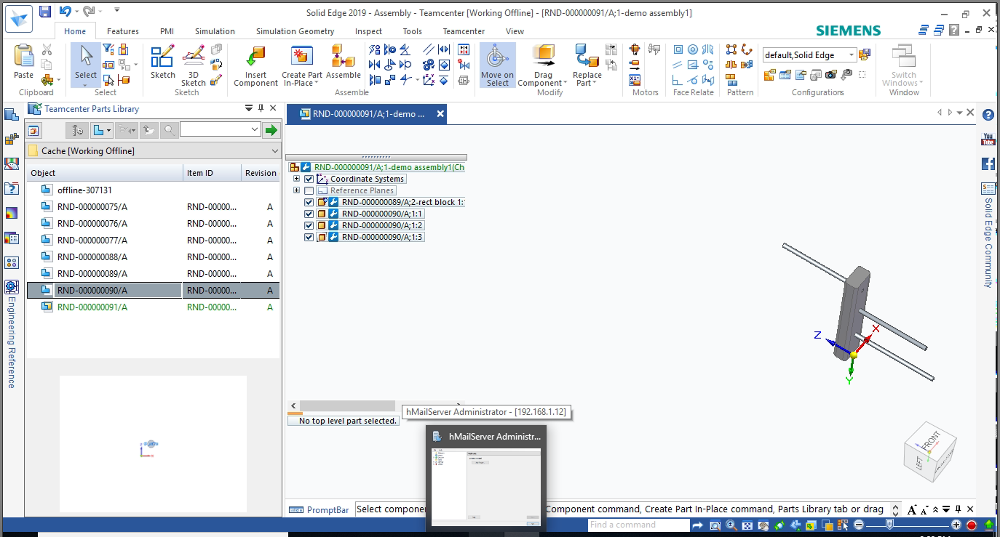 Solid Edge 2019 - Assembly - Teamcenter [Working Offline] - [RND-000000091/A;1-demo assembly1]
Home Features PMI Simulation Simulation Geometry Inspect Tools Teamcenter View
SIEMENS
Paste
Clipboard
Select
Select
Sketch
3D Sketch
Sketch
Insert Component
Create Part In-Place
Assemble
Assemble
Move on Select
Drag Component
Replace Part
Modify
Motors
Face Relate
Pattern
default,Solid Edge
Configurations
Switch Windows
Window
Teamcenter Parts Library
Cache [Working Offline]
Object Item ID Revision
offline-307131
RND-000000075/A RND-00000... A
RND-000000076/A RND-00000... A
RND-000000077/A RND-00000... A
RND-000000088/A RND-00000... A
RND-000000089/A RND-00000... A
RND-000000090/A RND-00000... A
RND-000000091/A RND-00000... A
Engineering Reference
RND-000000091/A;1-demo ...
RND-000000091/A;1-demo assembly1(Ch
Coordinate Systems
Reference Planes
RND-000000089/A;2-rect block 1:
RND-000000090/A;1:1
RND-000000090/A;1:2
RND-000000090/A;1:3
Z
X
Y
FRONT
LEFT
You
Tube
Solid Edge Community
No top level part selected.
hMailServer Administrator - [192.168.1.12]
hMailServer Administr...
PromptBar
Select compone
Component command, Create Part In-Place command, Parts Library tab or drag
Find a command